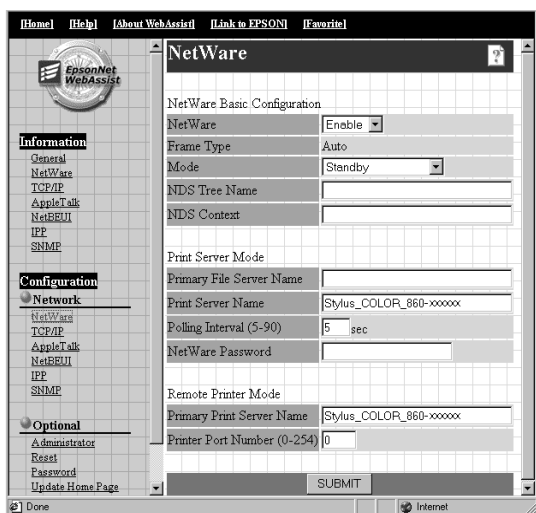 [Home] [Help] [About WebAssist] [Link to EPSON] [Favorite]
EpsonNet
WebAssist
Information
General
NetWare
TCP/IP
AppleTalk
NetBEUI
IPP
SNMP
Configuration
Network
NetWare
TCP/IP
AppleTalk
NetBEUI
IPP
SNMP
Optional
Administrator
Reset
Password
Update Home Page
NetWare
?
NetWare Basic Configuration
NetWare Enable
Frame Type Auto
Mode Standby
NDS Tree Name
NDS Context
Print Server Mode
Primary File Server Name
Print Server Name Stylus_COLOR_860-xxxxxx
Polling Interval (5-90) 5 sec
NetWare Password
Remote Printer Mode
Primary Print Server Name Stylus_COLOR_860-xxxxxx
Printer Port Number (0-254) 0
SUBMIT
Done Internet